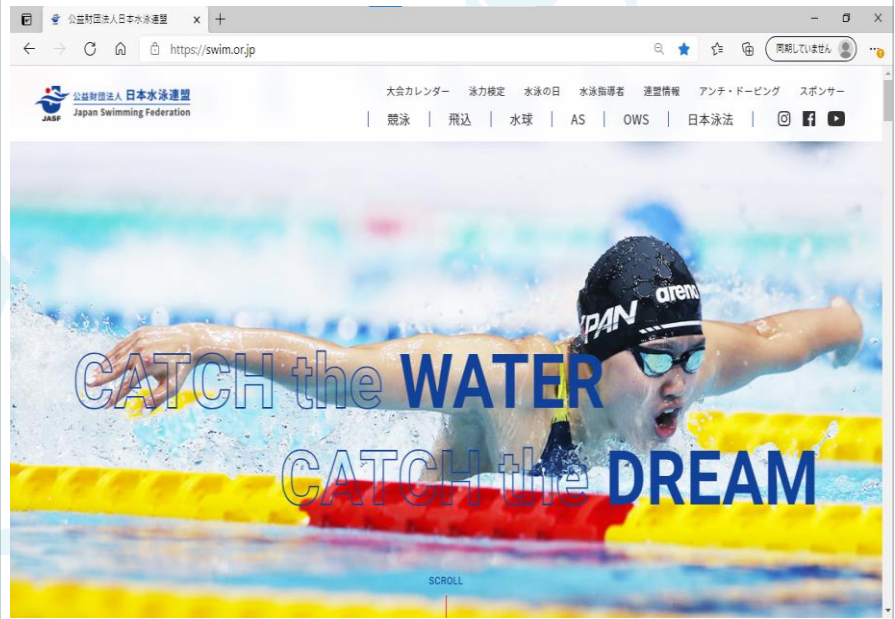 公益財団法人日本水泳連盟
https://swim.or.jp
同期していません
公益財団法人 日本水泳連盟
Japan Swimming Federation
JASF
大会カレンダー 泳力検定 水泳の日 水泳指導者 連盟情報 アンチ・ドーピング スポンサー
競泳 | 飛込 | 水球 | AS | OWS | 日本泳法
arena
JAPAN
CATCH the WATER
CATCH the DREAM
SCROLL